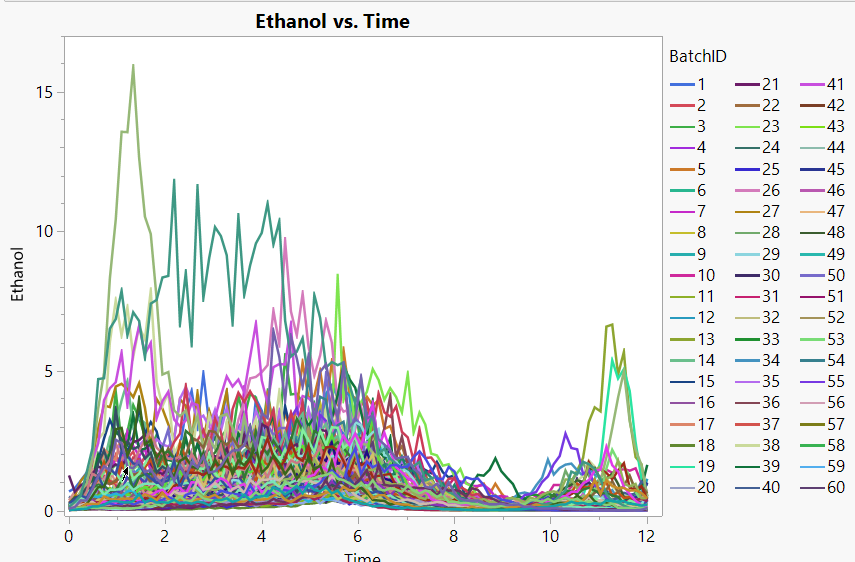 Ethanol vs. Time
BatchID
1 21 41
2 22 42
3 23 43
4 24 44
5 25 45
6 26 46
7 27 47
8 28 48
9 29 49
10 30 50
11 31 51
12 32 52
13 33 53
14 34 54
15 35 55
16 36 56
17 37 57
18 38 58
19 39 59
20 40 60
Ethanol
15
10
5
0
0 2 4 6 8 10 12
Time